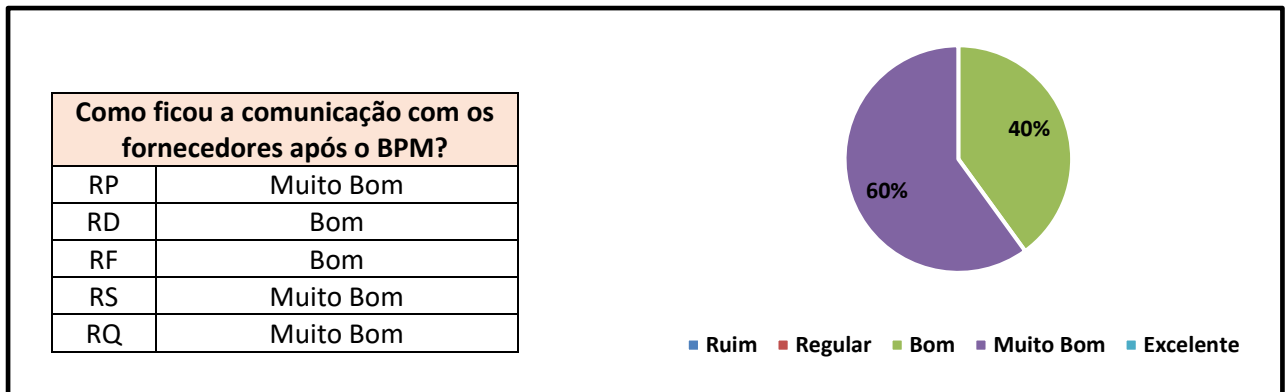 Como ficou a comunicação com os
fornecedores após o BPM?
RP Muito Bom
RD Bom
RF Bom
RS Muito Bom
RQ Muito Bom
40%
60%
Ruim Regular Bom Muito Bom Excelente